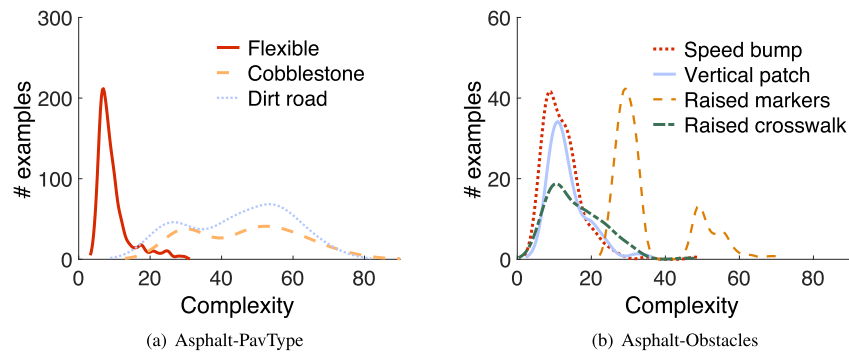 300
200
100
0
# examples
Flexible
Cobblestone
Dirt road
0 20 40 60 80
Complexity
(a) Asphalt-PavType
60
40
20
0
# examples
Speed bump
Vertical patch
Raised markers
Raised crosswalk
0 20 40 60 80
Complexity
(b) Asphalt-Obstacles